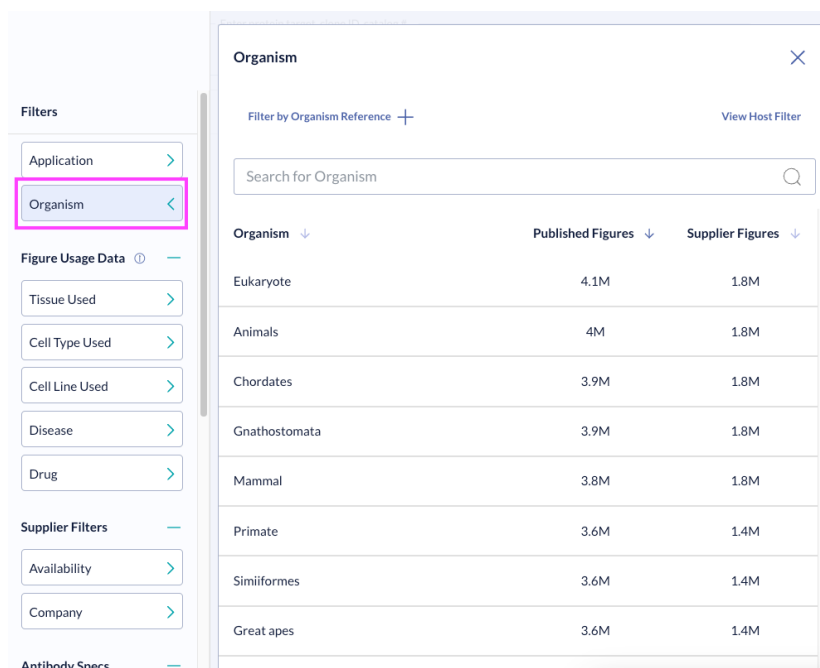 Organism
Filter by Organism Reference
View Host Filter
Search for Organism
Organism Published Figures Supplier Figures
Eukaryote 4.1M 1.8M
Animals 4M 1.8M
Chordates 3.9M 1.8M
Gnathostomata 3.9M 1.8M
Mammal 3.8M 1.8M
Primate 3.6M 1.4M
Simiiformes 3.6M 1.4M
Great apes 3.6M 1.4M
Filters
Application
Organism
Figure Usage Data
Tissue Used
Cell Type Used
Cell Line Used
Disease
Drug
Supplier Filters
Availability
Company
Antibody Specs